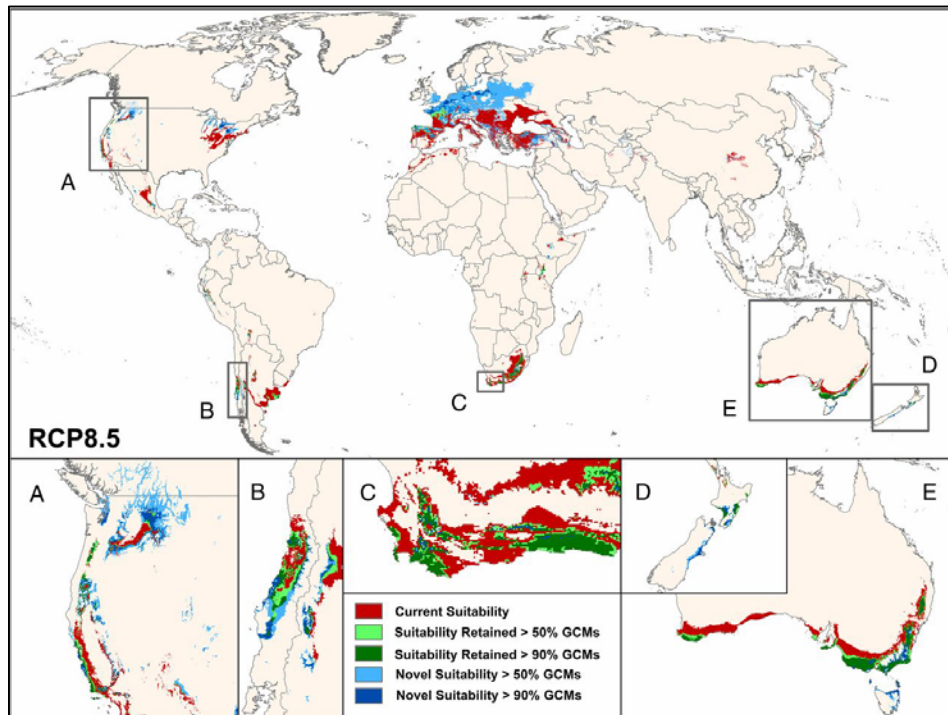 A
B
C
D
E
RCP8.5
A
B
C
D
E
Current Suitability
Suitability Retained > 50% GCMs
Suitability Retained > 90% GCMs
Novel Suitability > 50% GCMs
Novel Suitability > 90% GCMs